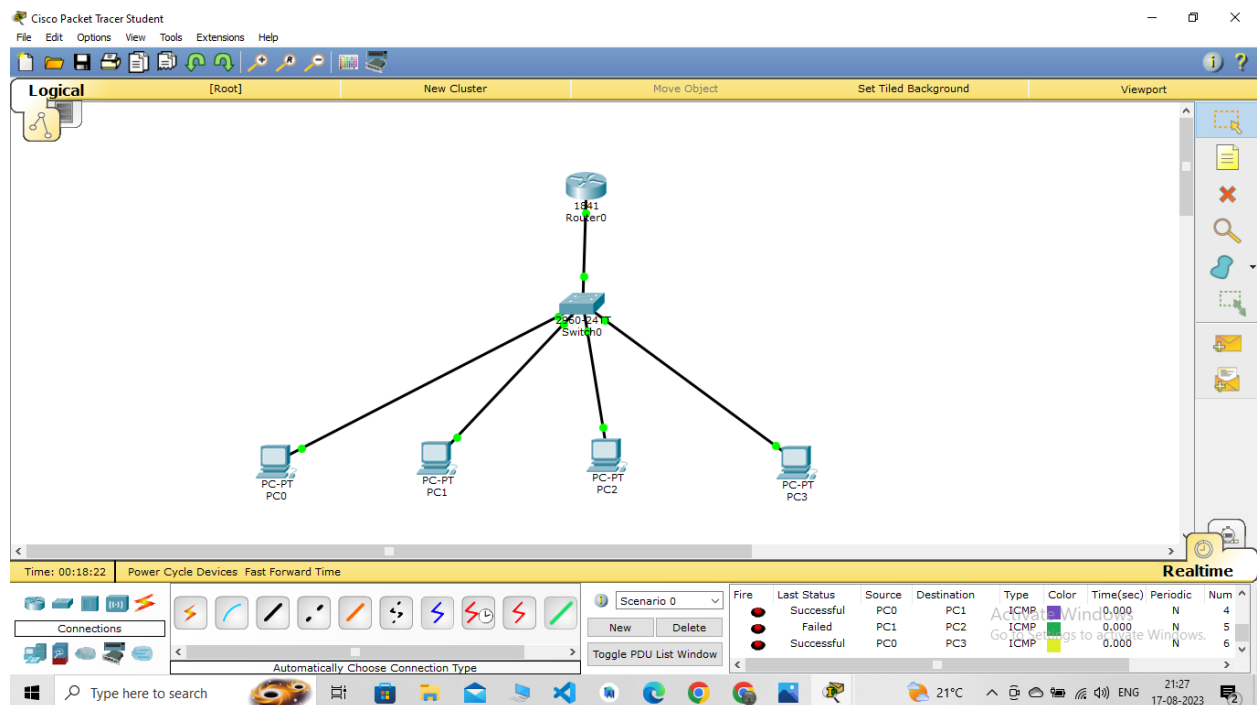 Cisco Packet Tracer Student
File Edit Options View Tools Extensions Help
Logical [Root] New Cluster Move Object Set Tiled Background Viewport
1841
Router0
2960-24TT
Switch0
PC-PT
PC0
PC-PT
PC1
PC-PT
PC2
PC-PT
PC3
Time: 00:18:22 Power Cycle Devices Fast Forward Time Realtime
Connections
Automatically Choose Connection Type
Scenario 0
New Delete
Toggle PDU List Window
Fire Last Status Source Destination Type Color Time(sec) Periodic Num
Successful PC0 PC1 ICMP 0.000 N 4
Failed PC1 PC2 ICMP 0.000 N 5
Successful PC0 PC3 ICMP 0.000 N 6
Activate Windows
Go to Settings to activate Windows.
Type here to search
21°C
ENG
21:27
17-08-2023
2